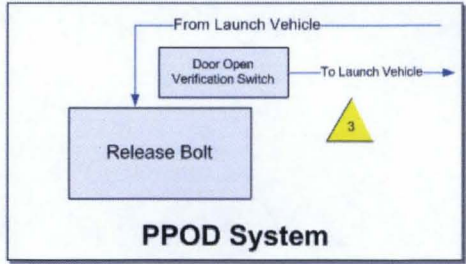 From Launch Vehicle
Door Open
Verification Switch
To Launch Vehicle
3
Release Bolt
PPOD System